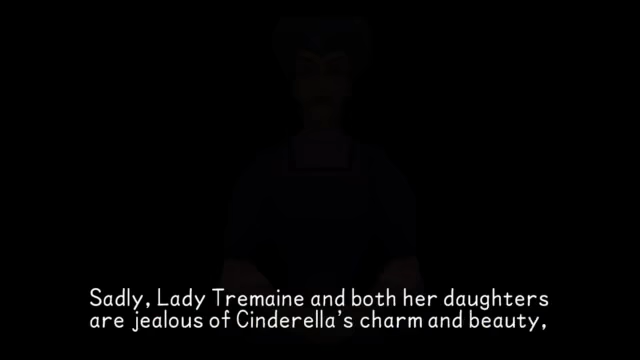 Sadly, Lady Tremaine and both her daughters
are jealous of Cinderella's charm and beauty,